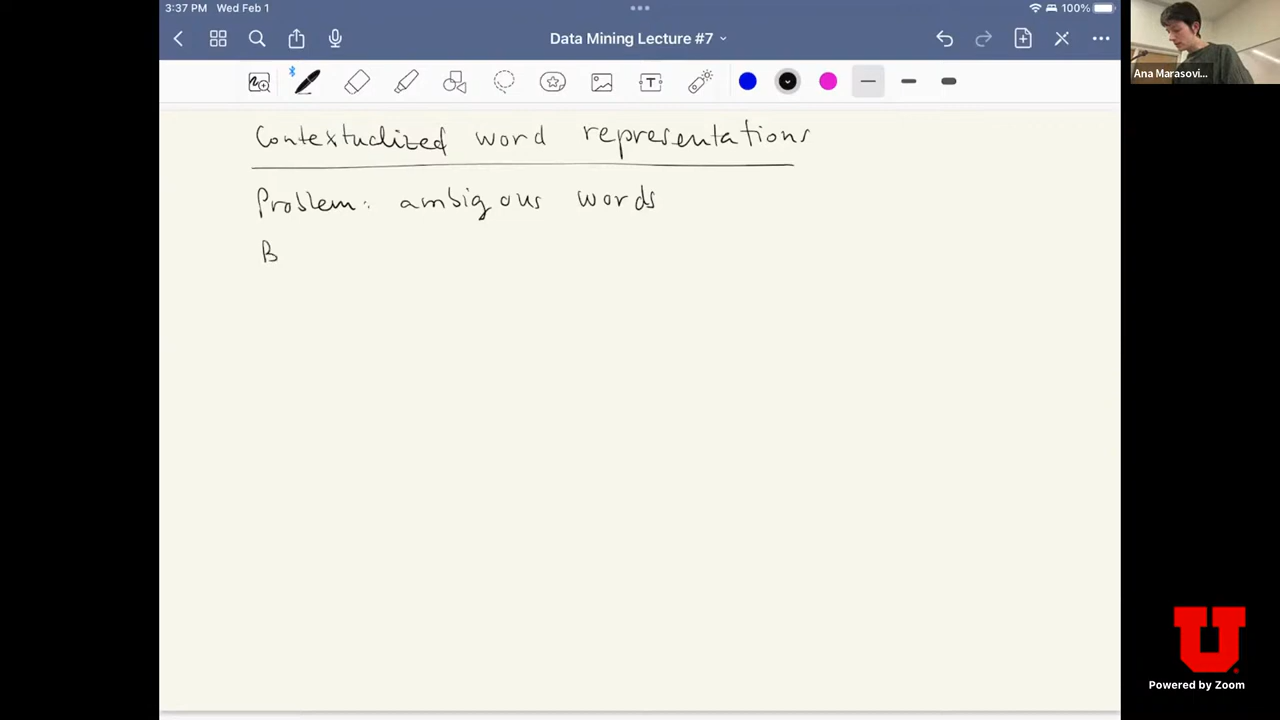 3:37 PM Wed Feb 1
100%
Data Mining Lecture #7
Ana Marasovi...
Contextualized word representations
Problem: ambigous words
B
U
Powered by Zoom